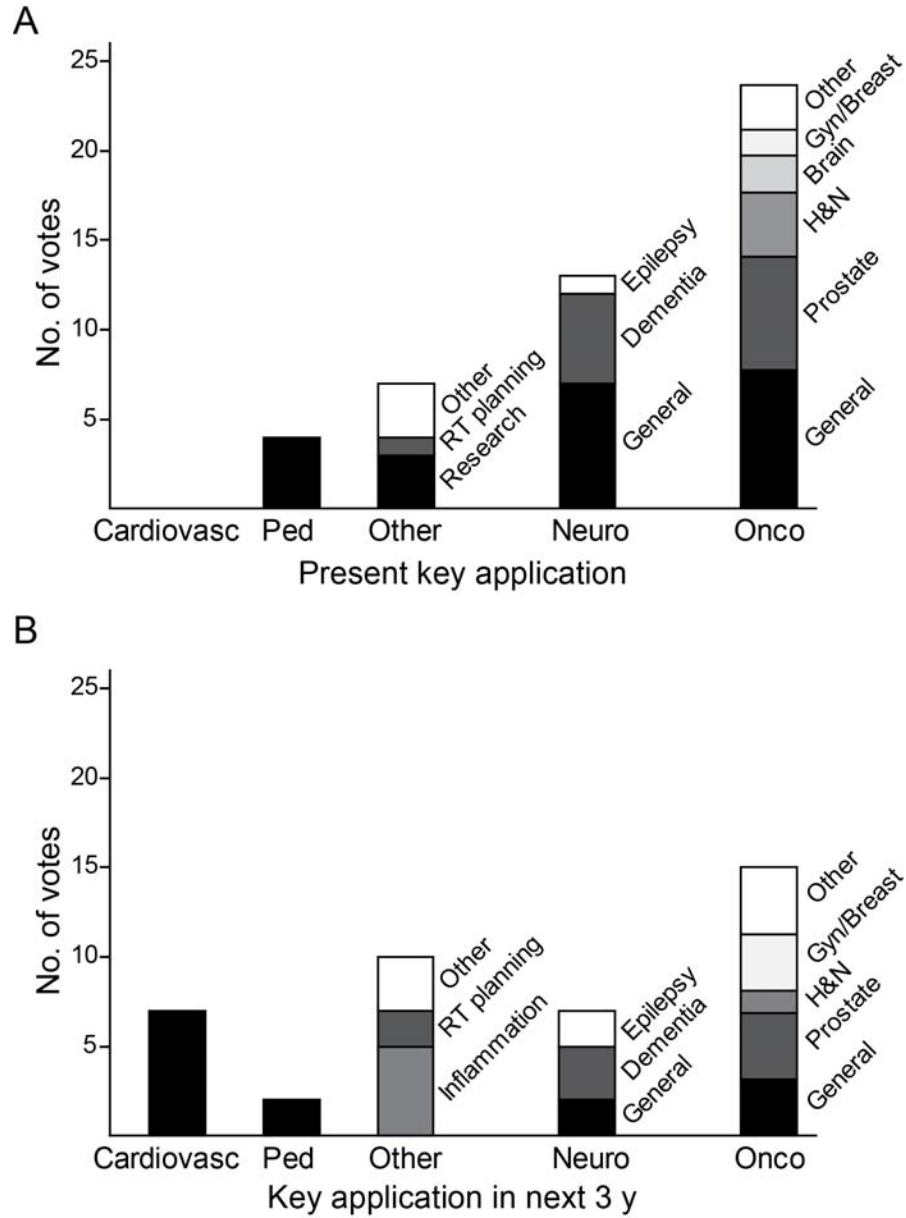 A
No. of votes
25
20
15
10
5
Other
RT planning
Research
Epilepsy
Dementia
General
Other
Gyn/Breast
Brain
H&N
Prostate
General
Cardiovasc Ped Other Neuro Onco
Present key application
B
No. of votes
25
20
15
10
5
Other
RT planning
Inflammation
Epilepsy
Dementia
General
Other
Gyn/Breast
H&N
Prostate
General
Cardiovasc Ped Other Neuro Onco
Key application in next 3 y